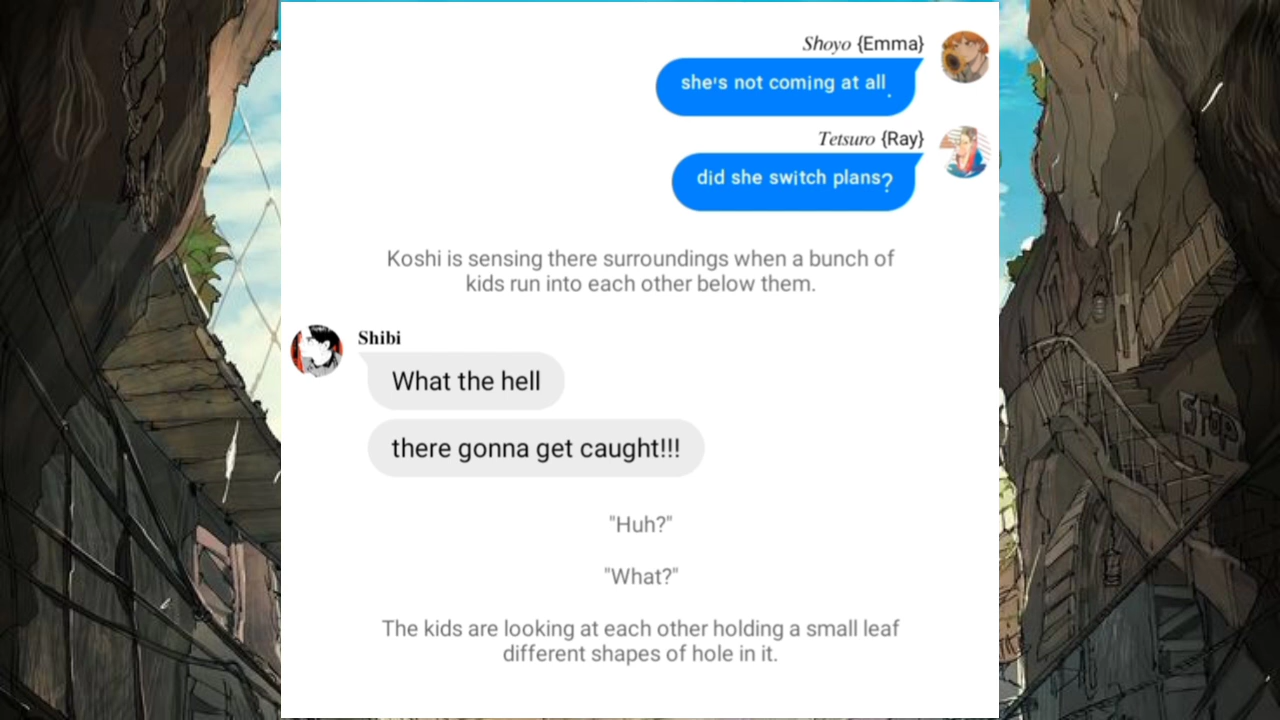 Shoyo {Emma}
she's not coming at all.
Tetsuro {Ray}
did she switch plans?
Koshi is sensing there surroundings when a bunch of
kids run into each other below them.
Shibi
What the hell
there gonna get caught!!!
"Huh?"
"What?"
The kids are looking at each other holding a small leaf
different shapes of hole in it.
STOP